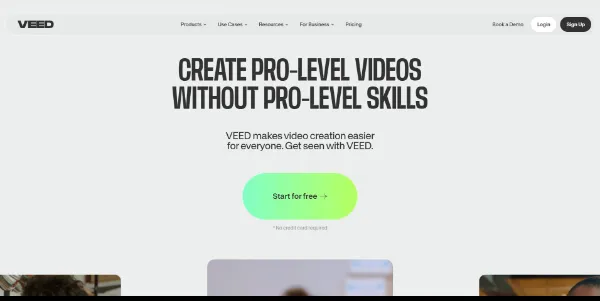 VEED
Products
Use Cases
Resources
For Business
Pricing
Book a Demo
Login
Sign Up
CREATE PRO-LEVEL VIDEOS
WITHOUT PRO-LEVEL SKILLS
VEED makes video creation easier
for everyone. Get seen with VEED.
Start for free →
*No credit card required